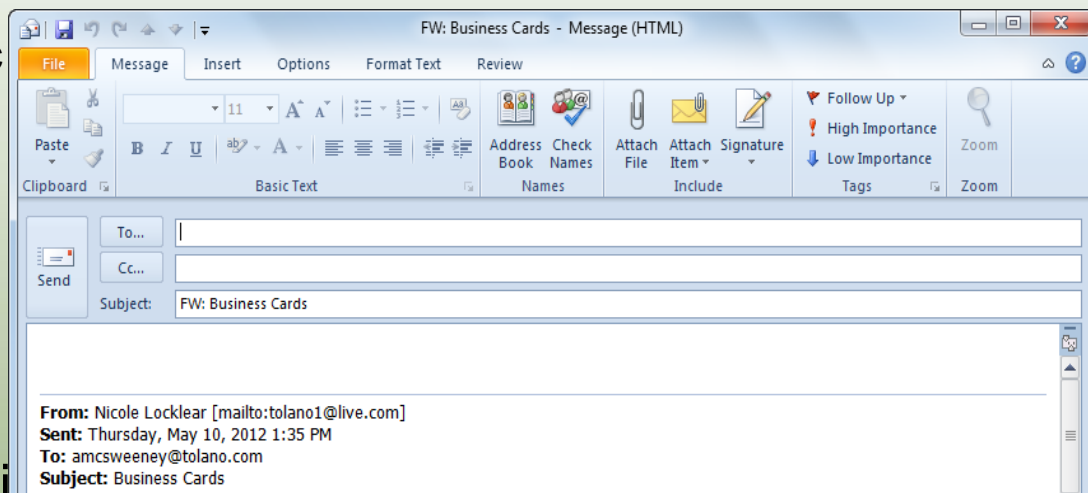 FW: Business Cards - Message (HTML)
File Message Insert Options Format Text Review
Paste
11
B I U
Address Book
Check Names
Attach File
Attach Item
Signature
Follow Up
High Importance
Low Importance
Zoom
Clipboard Basic Text Names Include Tags Zoom
Send
To...
Cc...
Subject: FW: Business Cards
From: Nicole Locklear [mailto:tolano1@live.com]
Sent: Thursday, May 10, 2012 1:35 PM
To: amcsweeney@tolano.com
Subject: Business Cards